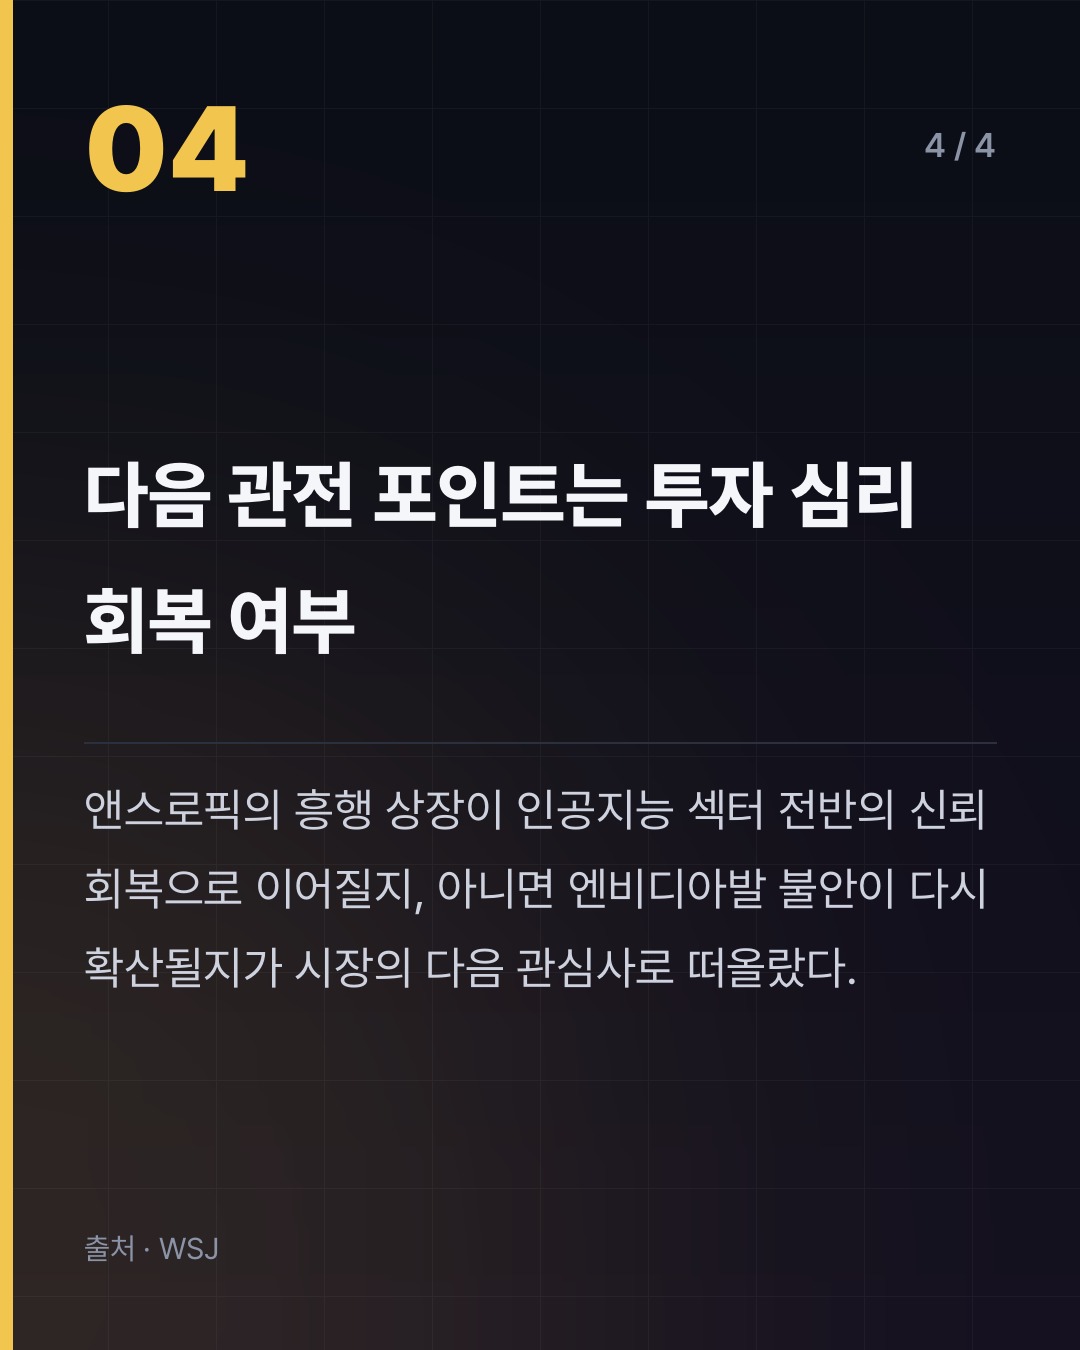 04
4 / 4
다음 관전 포인트는 투자 심리
회복 여부
앤스로픽의 흥행 상장이 인공지능 섹터 전반의 신뢰
회복으로 이어질지, 아니면 엔비디아발 불안이 다시
확산될지가 시장의 다음 관심사로 떠올랐다.
출처 · WSJ